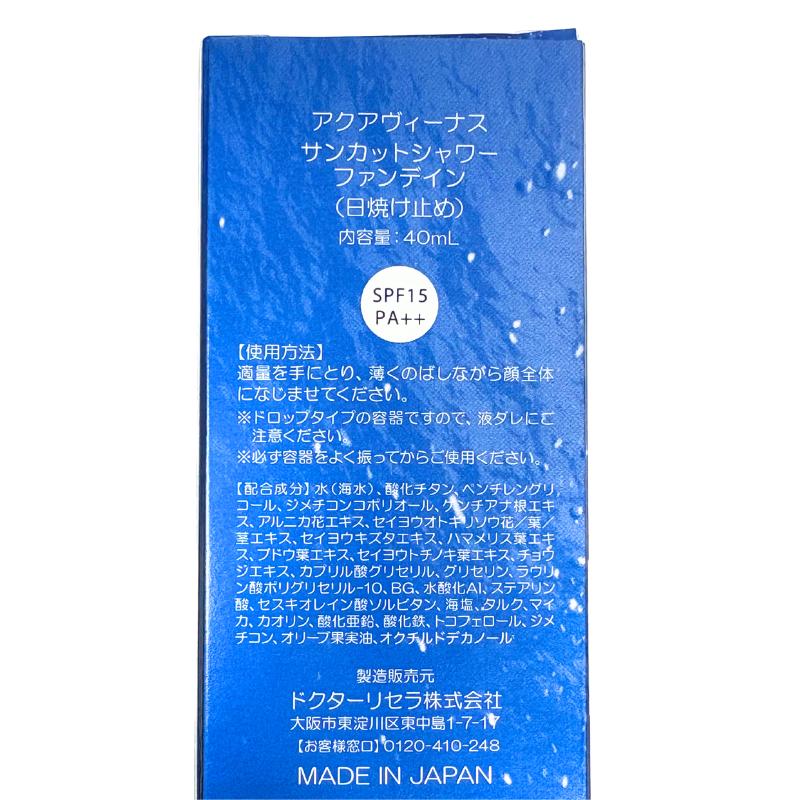 アクアヴィーナス
サンカットシャワー
ファンデイン
(日焼け止め)
内容量:40mL
SPF15
PA++
【使用方法】
適量を手にとり、薄くのばしながら顔全体
になじませてください。
※ドロップタイプの容器ですので、液ダレにご
注意ください。
※必ず容器をよく振ってからご使用ください。
【配合成分】水(海水)、酸化チタン、ペンチレングリ
コール、ジメチコンコポリオール、ゲンチアナ根エキ
ス、アルニカ花エキス、セイヨウオトギリソウ花/葉/
茎エキス、セイヨウキズタエキス、ハマメリス葉エキ
ス、ブドウ葉エキス、セイヨウトチノキ葉エキス、チョウ
ジエキス、カプリル酸グリセリル、グリセリン、ラウリ
ン酸ポリグリセリル-10、BG、水酸化Al、ステアリン
酸、セスキオレイン酸ソルビタン、海塩、タルク、マイ
カ、カオリン、酸化亜鉛、酸化鉄、トコフェロール、ジメ
チコン、オリーブ果実油、オクチルドデカノール
製造販売元
ドクターリセラ株式会社
大阪市東淀川区東中島1-7-17
【お客様窓口】0120-410-248
MADE IN JAPAN